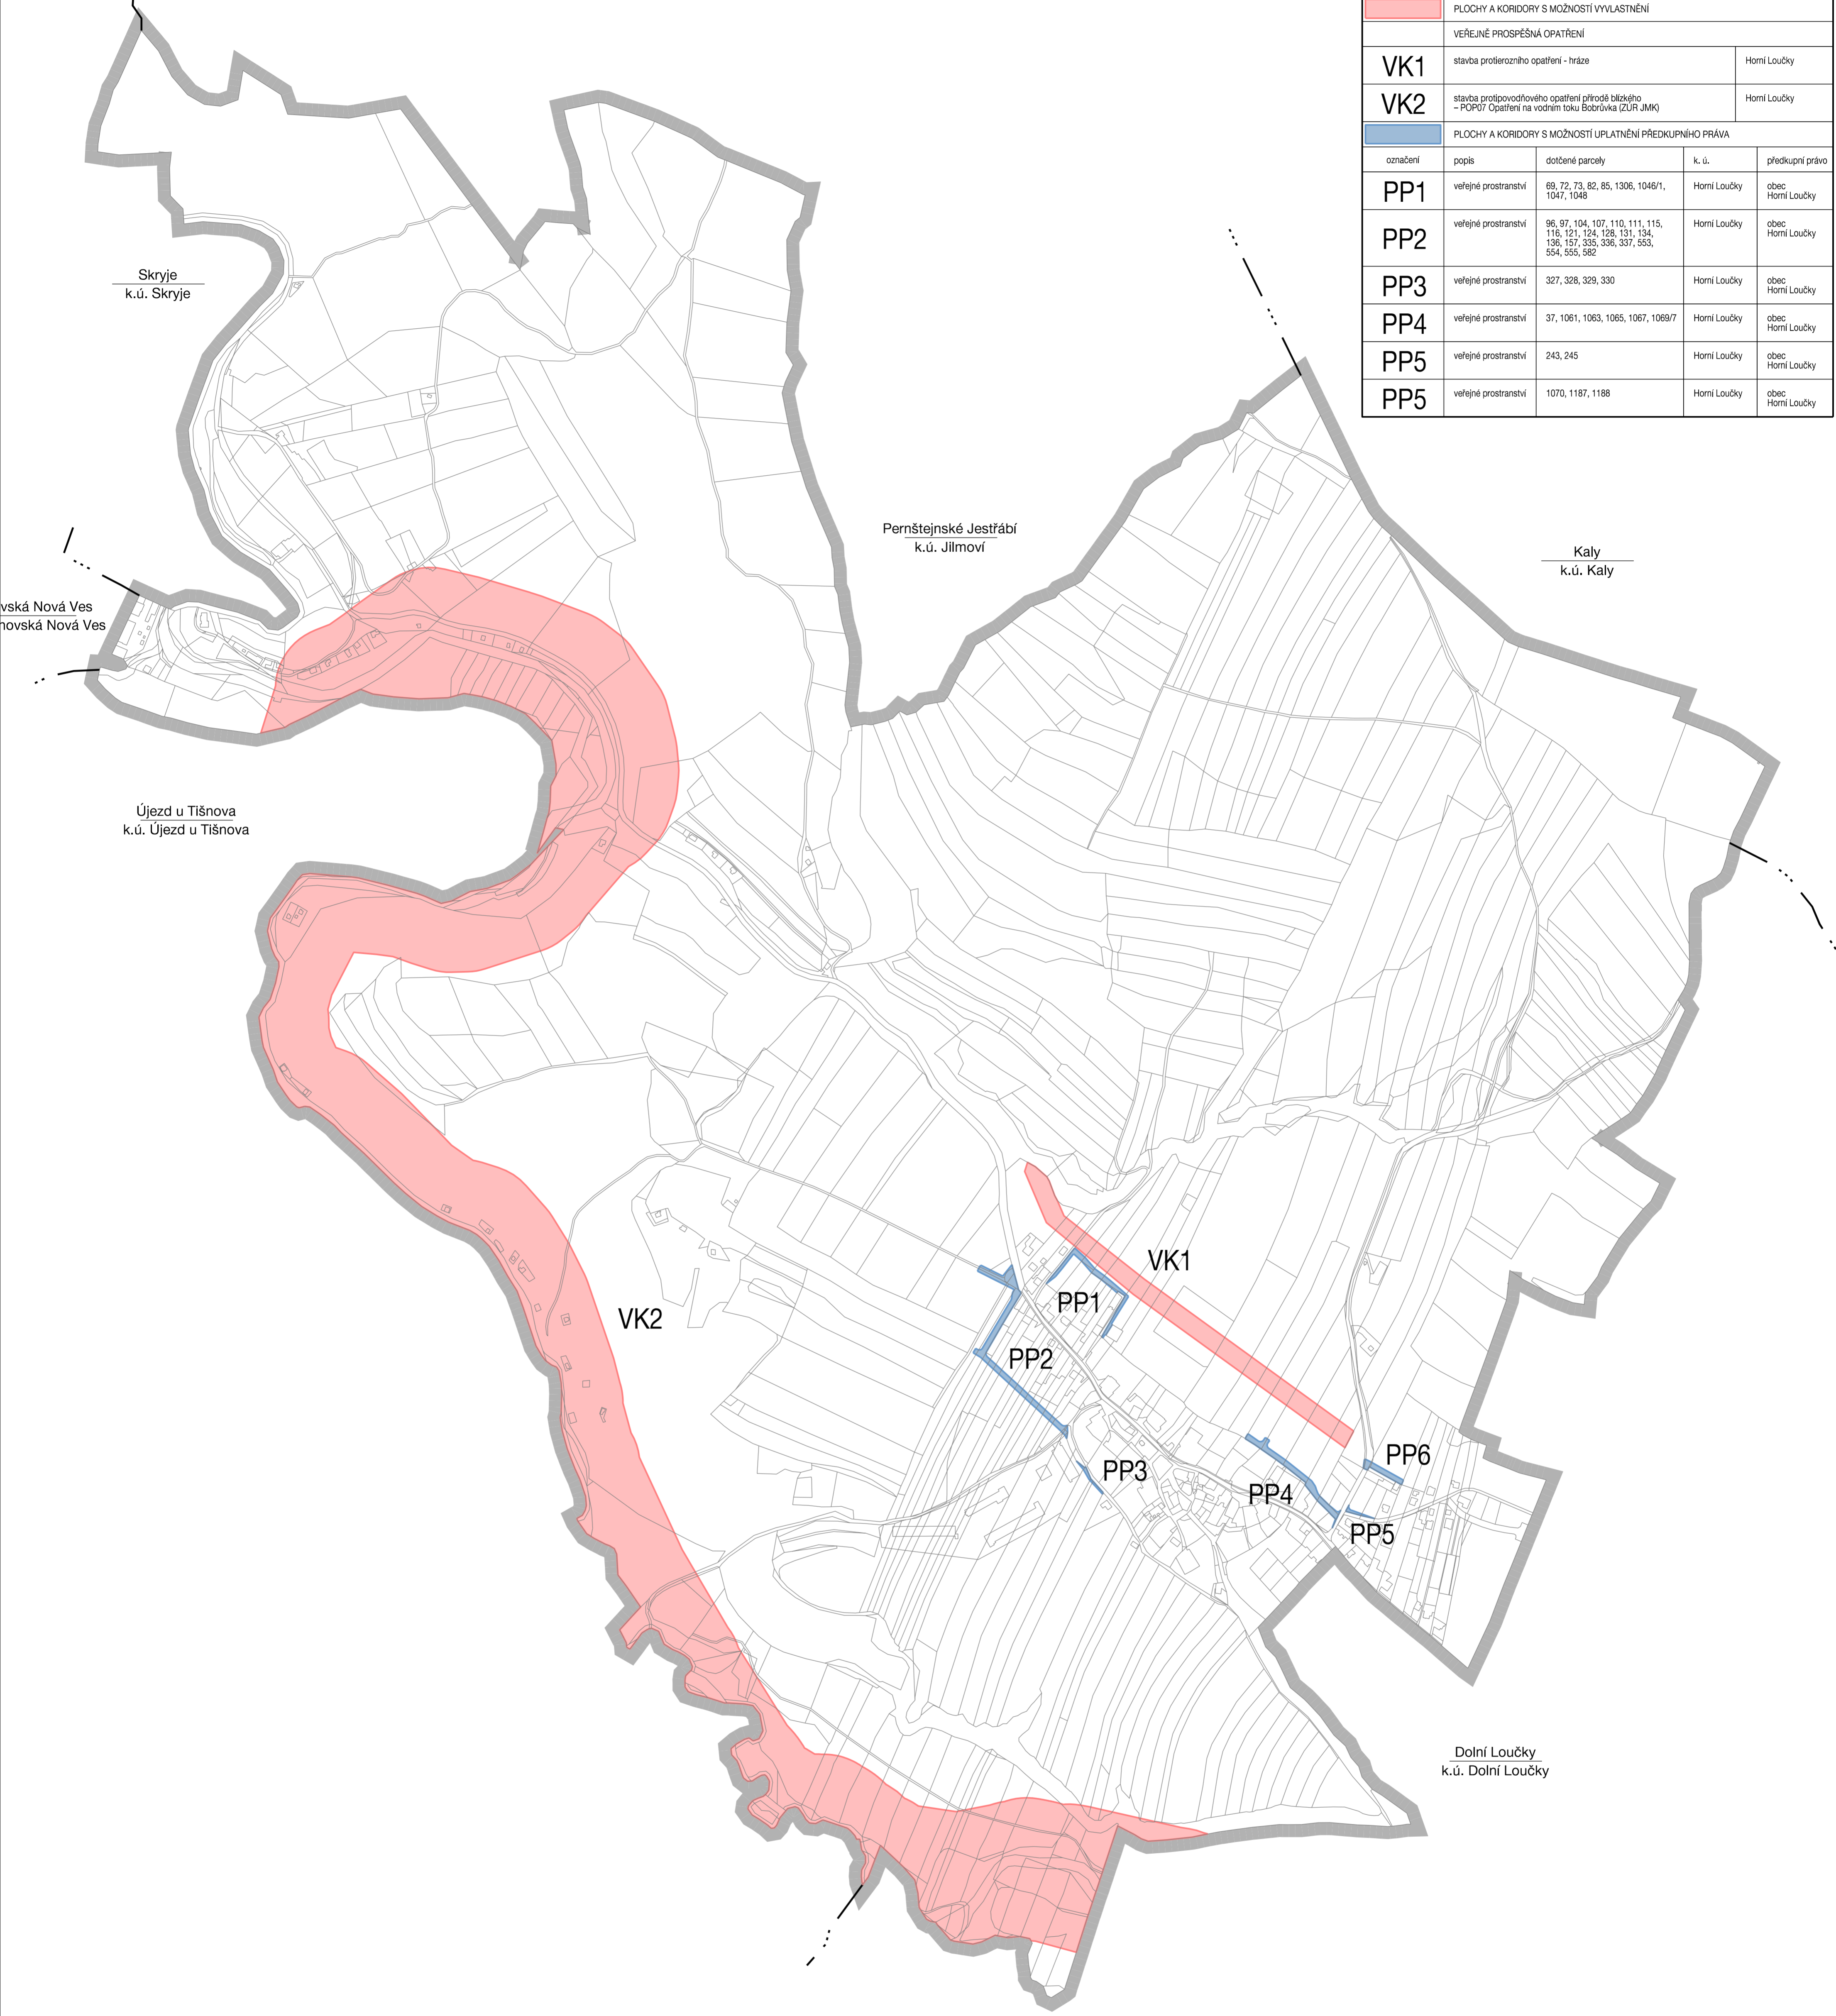 PLOCHY A KORIDORY S MOŽNOSTÍ VYVLASTNĚNÍ
VEŘEJNĚ PROSPĚŠNÁ OPATŘENÍ
VK1 stavba protierozního opatření - hráze Horní Loučky
VK2 stavba protipovodňového opatření přírodě blízkého
– POP07 Opatření na vodním toku Bobrůvka (ZÚR JMK) Horní Loučky
PLOCHY A KORIDORY S MOŽNOSTÍ UPLATNĚNÍ PŘEDKUPNÍHO PRÁVA
označení popis dotčené parcely k. ú. předkupní právo
PP1 veřejné prostranství 69, 72, 73, 82, 85, 1306, 1046/1, Horní Loučky obec
1047, 1048 Horní Loučky
PP2 veřejné prostranství 96, 97, 104, 107, 110, 111, 115, Horní Loučky obec
116, 121, 124, 128, 131, 134, Horní Loučky
136, 157, 335, 336, 337, 553,
554, 555, 582
PP3 veřejné prostranství 327, 328, 329, 330 Horní Loučky obec
Horní Loučky
PP4 veřejné prostranství 37, 1061, 1063, 1065, 1067, 1069/7 Horní Loučky obec
Horní Loučky
PP5 veřejné prostranství 243, 245 Horní Loučky obec
Horní Loučky
PP5 veřejné prostranství 1070, 1187, 1188 Horní Loučky obec
Horní Loučky
Skryje
k.ú. Skryje
Pernštejnské Jestřábí
k.ú. Jilmoví
Kaly
k.ú. Kaly
vská Nová Ves
novská Nová Ves
Újezd u Tišnova
k.ú. Újezd u Tišnova
VK1
PP1
VK2
PP2
PP6
PP3
PP4
PP5
Dolní Loučky
k.ú. Dolní Loučky